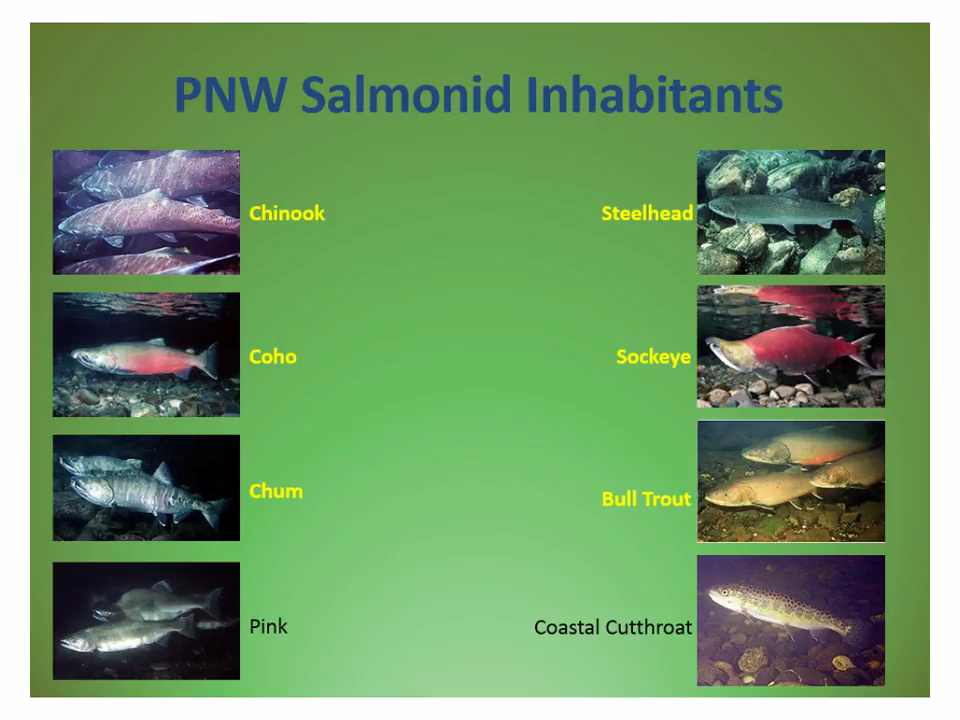 PNW Salmonid Inhabitants
Chinook
Steelhead
Coho
Sockeye
Chum
Bull Trout
Pink
Coastal Cutthroat